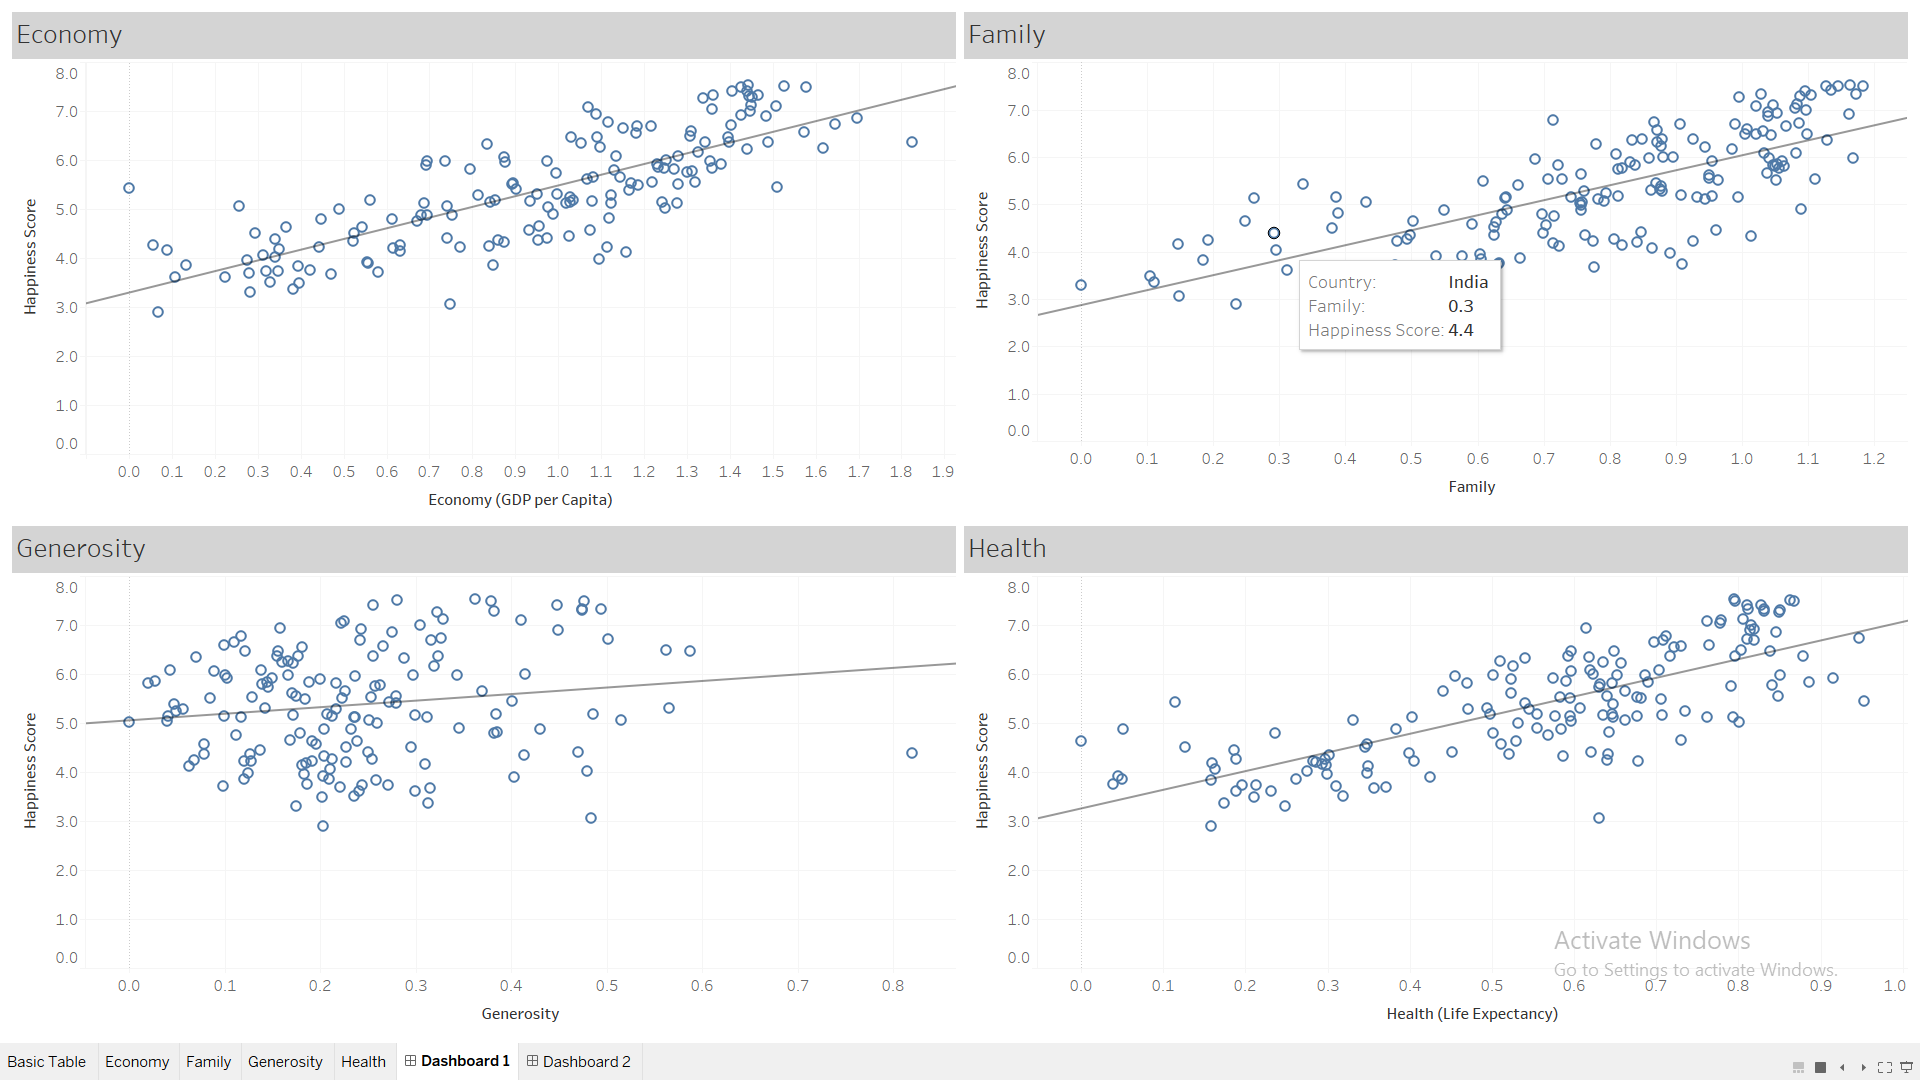 Economy
8.0
7.0
6.0
5.0
4.0
3.0
2.0
1.0
0.0
Happiness Score
0.0 0.1 0.2 0.3 0.4 0.5 0.6 0.7 0.8 0.9 1.0 1.1 1.2 1.3 1.4 1.5 1.6 1.7 1.8 1.9
Economy (GDP per Capita)
Family
8.0
7.0
6.0
5.0
4.0
3.0
2.0
1.0
0.0
Happiness Score
Country: India
Family: 0.3
Happiness Score: 4.4
0.0 0.1 0.2 0.3 0.4 0.5 0.6 0.7 0.8 0.9 1.0 1.1 1.2
Family
Generosity
8.0
7.0
6.0
5.0
4.0
3.0
2.0
1.0
0.0
Happiness Score
0.0 0.1 0.2 0.3 0.4 0.5 0.6 0.7 0.8
Generosity
Health
8.0
7.0
6.0
5.0
4.0
3.0
2.0
1.0
0.0
Happiness Score
Activate Windows
Go to Settings to activate Windows.
0.0 0.1 0.2 0.3 0.4 0.5 0.6 0.7 0.8 0.9 1.0
Health (Life Expectancy)
Basic Table Economy Family Generosity Health Dashboard 1 Dashboard 2